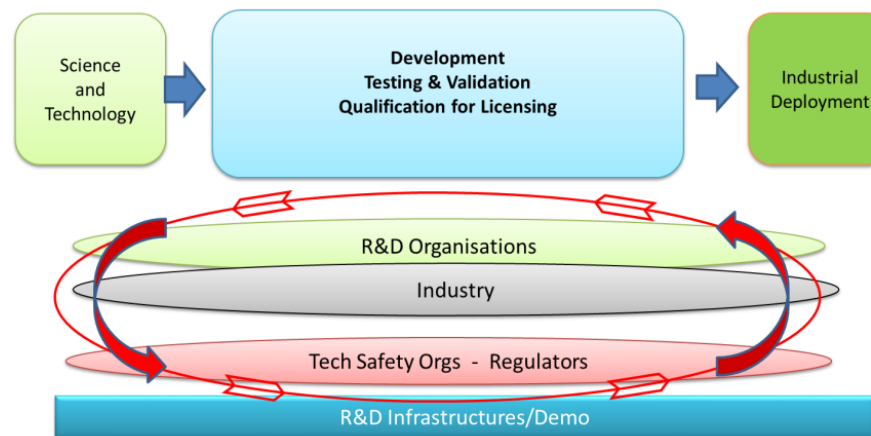 Science
and
Technology
Development
Testing & Validation
Qualification for Licensing
Industrial
Deployment
R&D Organisations
Industry
Tech Safety Orgs - Regulators
R&D Infrastructures/Demo